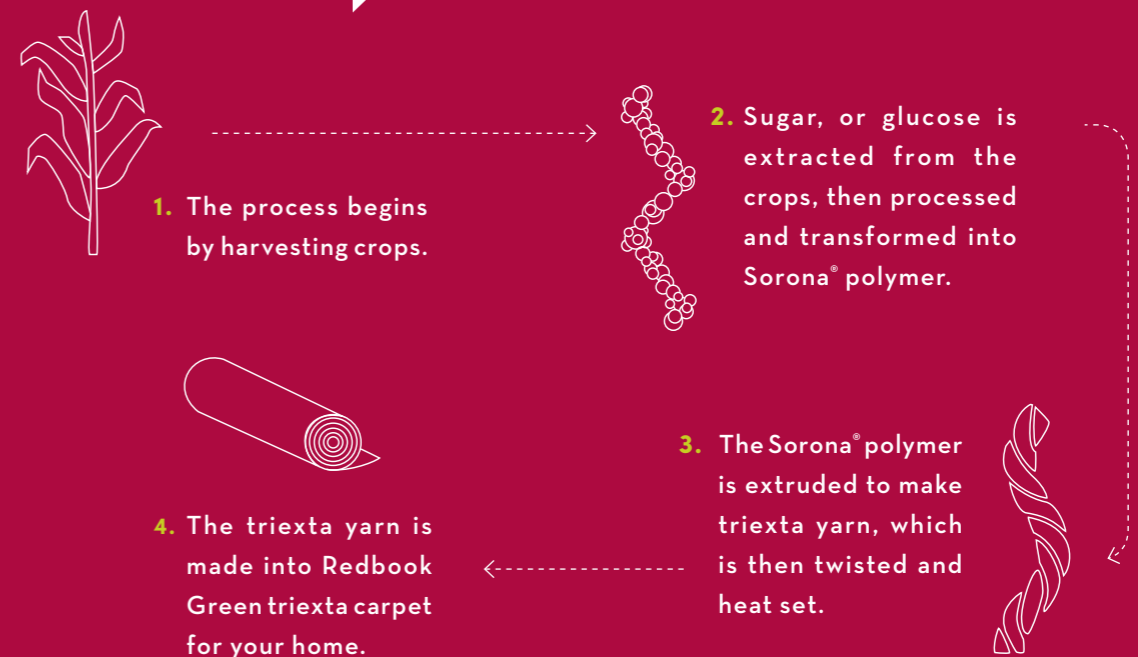 1. The process begins
by harvesting crops.
2. Sugar, or glucose is
extracted from the
crops, then processed
and transformed into
Sorona® polymer.
3. The Sorona® polymer
is extruded to make
triexta yarn, which
is then twisted and
heat set.
4. The triexta yarn is
made into Redbook
Green triexta carpet
for your home.